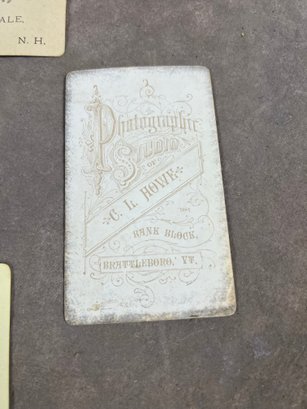 ALE,
N. H.
Photographic
STUDIO
OF
C. L. HOWE
BANK BLOCK,
BRATTLEBORO, VT.